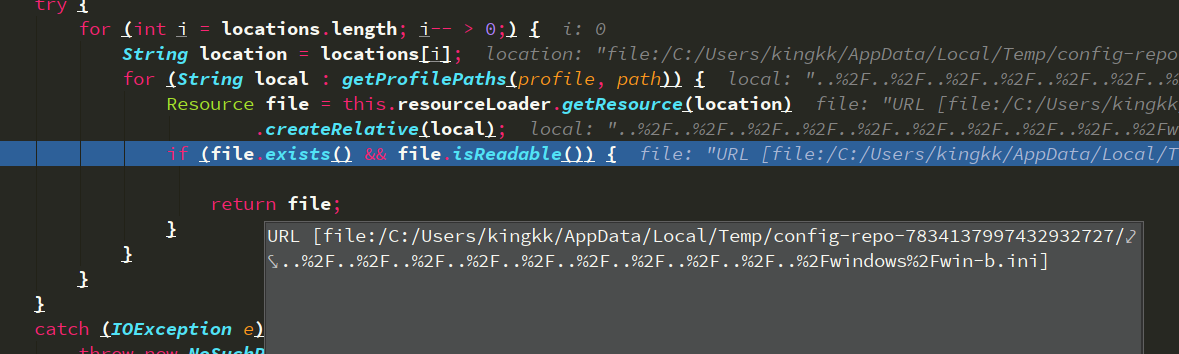 try {
for (int i = locations.length; i-- > 0;) { i: 0
String location = locations[i]; location: "file:/C:/Users/kingkk/AppData/Local/Temp/config-repo
for (String local : getProfilePaths(profile, path)) { local: "..%2F..%2F..%2F..%2F..%2F..%2F..%
Resource file = this.resourceLoader.getResource(location) file: "URL [file:/C:/Users/kingkk
.createRelative(local); local: "..%2F..%2F..%2F..%2F..%2F..%2F..%2F..%2F..%2F..%2Fw
if (file.exists() && file.isReadable()) { file: "URL [file:/C:/Users/kingkk/AppData/Local/T
return file;
}
URL [file:/C:/Users/kingkk/AppData/Local/Temp/config-repo-7834137997432932727/
..%2F..%2F..%2F..%2F..%2F..%2F..%2F..%2F..%2F..%2Fwindows%2Fwin-b.ini]
}
}
}
catch (IOException e)
throw new NoSuch